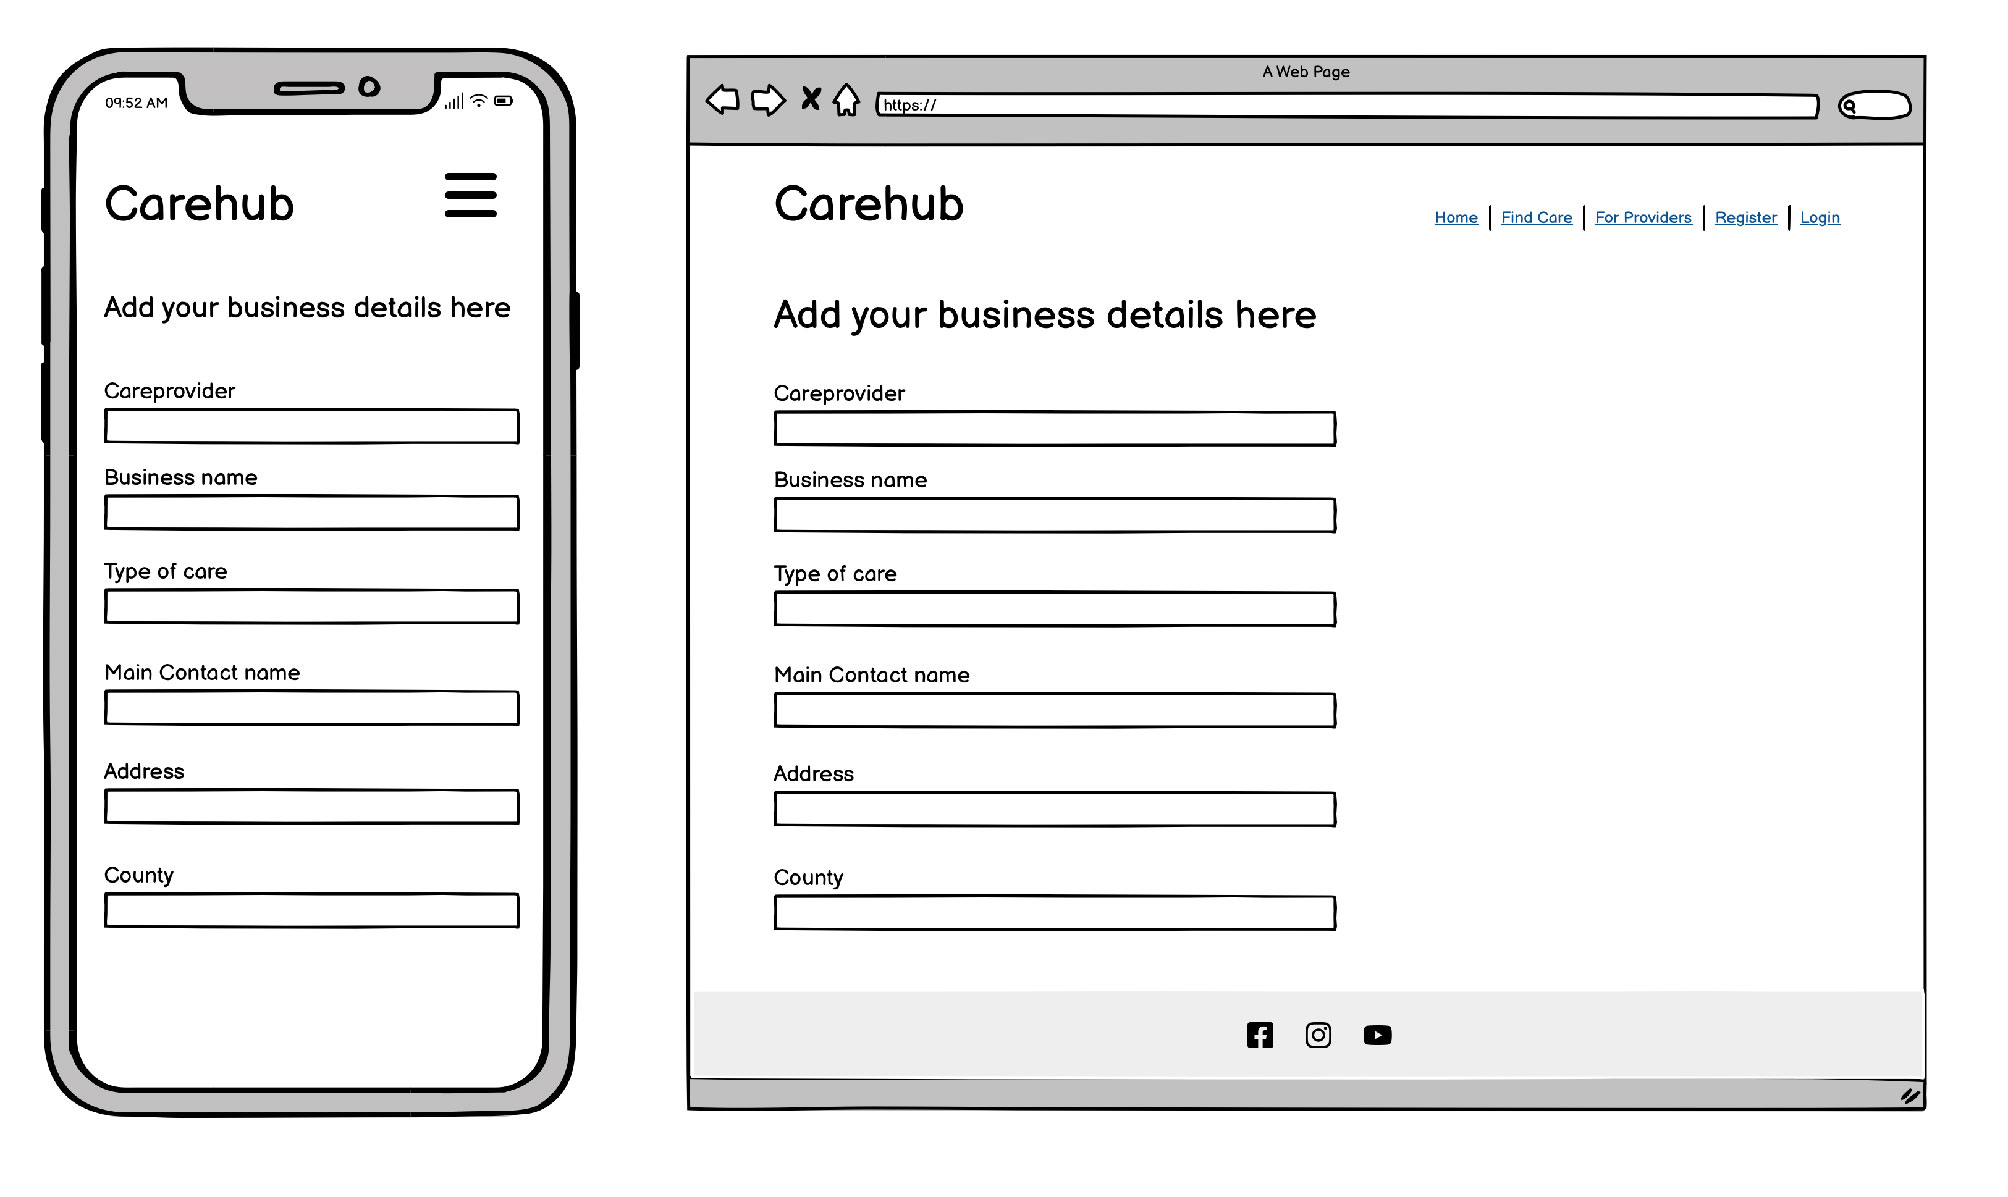 09:52 AM
Carehub
Add your business details here
Careprovider
Business name
Type of care
Main Contact name
Address
County
A Web Page
https://
Carehub
Home | Find Care | For Providers | Register | Login
Add your business details here
Careprovider
Business name
Type of care
Main Contact name
Address
County